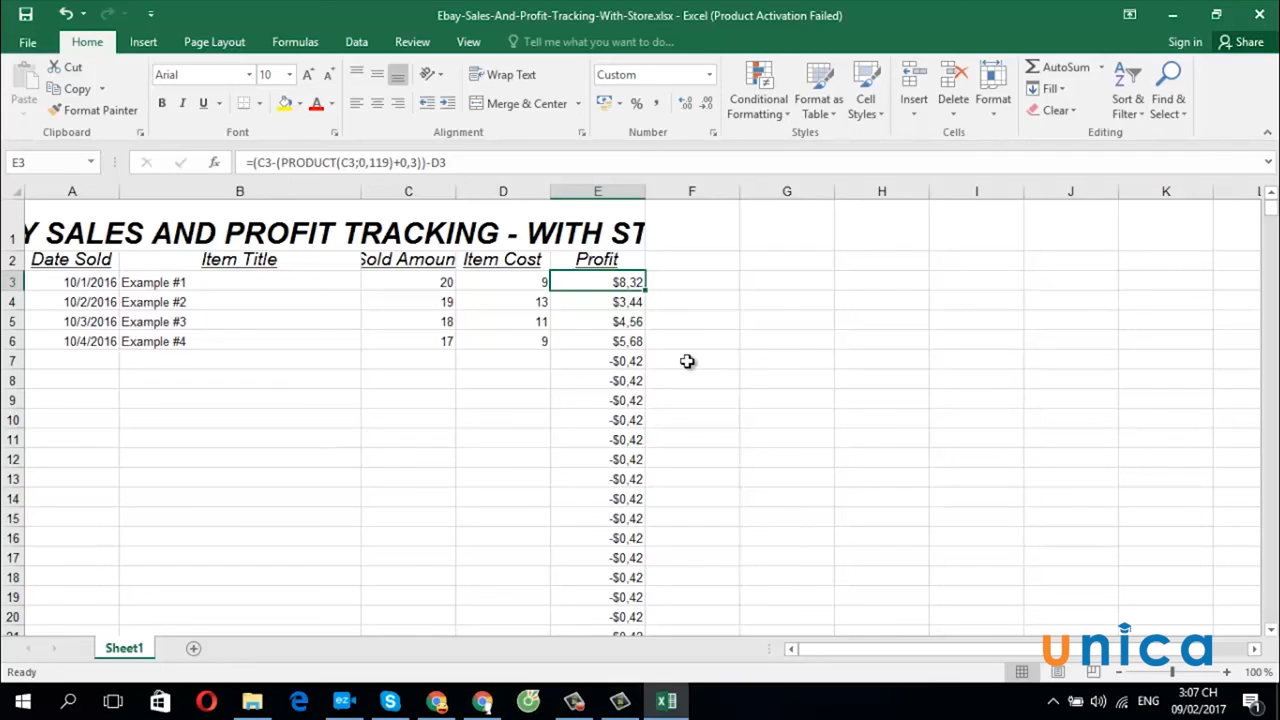 Ebay-Sales-And-Profit-Tracking-With-Store.xlsx - Excel (Product Activation Failed)
File Home Insert Page Layout Formulas Data Review View Tell me what you want to do... Sign in Share
Paste
Cut
Copy
Format Painter
Clipboard
Arial 10
B I U
Font
Wrap Text
Merge & Center
Alignment
Custom
%
Number
Conditional Formatting
Format as Table
Cell Styles
Styles
Insert Delete Format
Cells
AutoSum
Fill
Clear
Sort & Filter
Find & Select
Editing
E3 fx =(C3-(PRODUCT(C3;0,119)+0,3))-D3
A B C D E F G H I J K L
1 Y SALES AND PROFIT TRACKING - WITH ST
2 Date Sold Item Title Sold Amoun Item Cost Profit
3 10/1/2016 Example #1 20 9 $8,32
4 10/2/2016 Example #2 19 13 $3,44
5 10/3/2016 Example #3 18 11 $4,56
6 10/4/2016 Example #4 17 9 $5,68
7 -$0,42
8 -$0,42
9 -$0,42
10 -$0,42
11 -$0,42
12 -$0,42
13 -$0,42
14 -$0,42
15 -$0,42
16 -$0,42
17 -$0,42
18 -$0,42
19 -$0,42
20 -$0,42
Sheet1
unica
Ready 100 %
ENG 3:07 CH
09/02/2017